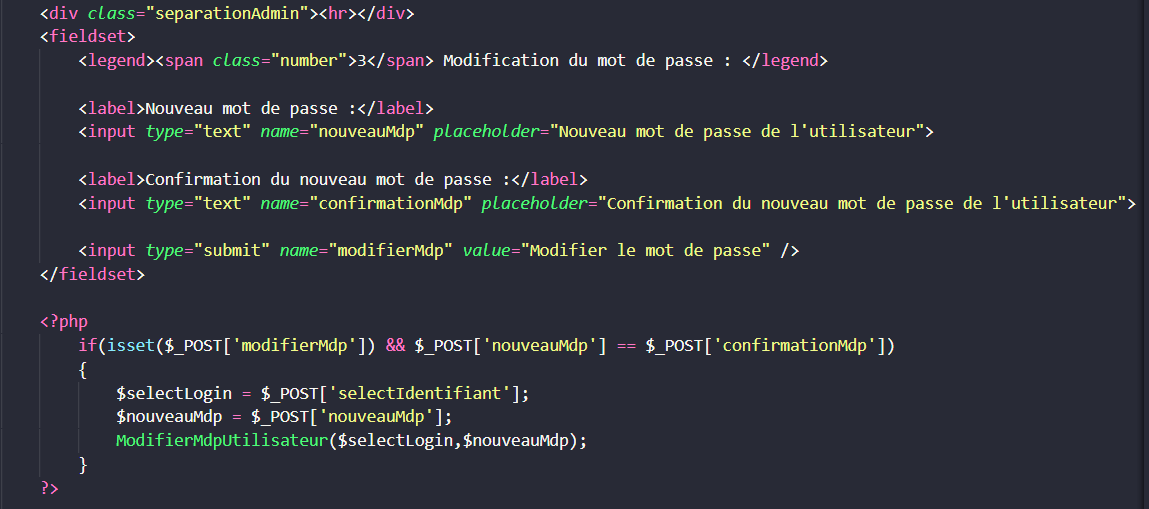 <div class="separationAdmin"><hr></div>
<fieldset>
<legend><span class="number">3</span> Modification du mot de passe : </legend>
<label>Nouveau mot de passe :</label>
<input type="text" name="nouveauMdp" placeholder="Nouveau mot de passe de l'utilisateur">
<label>Confirmation du nouveau mot de passe :</label>
<input type="text" name="confirmationMdp" placeholder="Confirmation du nouveau mot de passe de l'utilisateur">
<input type="submit" name="modifierMdp" value="Modifier le mot de passe" />
</fieldset>
<?php
if(isset($_POST['modifierMdp']) && $_POST['nouveauMdp'] == $_POST['confirmationMdp'])
{
$selectLogin = $_POST['selectIdentifiant'];
$nouveauMdp = $_POST['nouveauMdp'];
ModifierMdpUtilisateur($selectLogin,$nouveauMdp);
}
?>